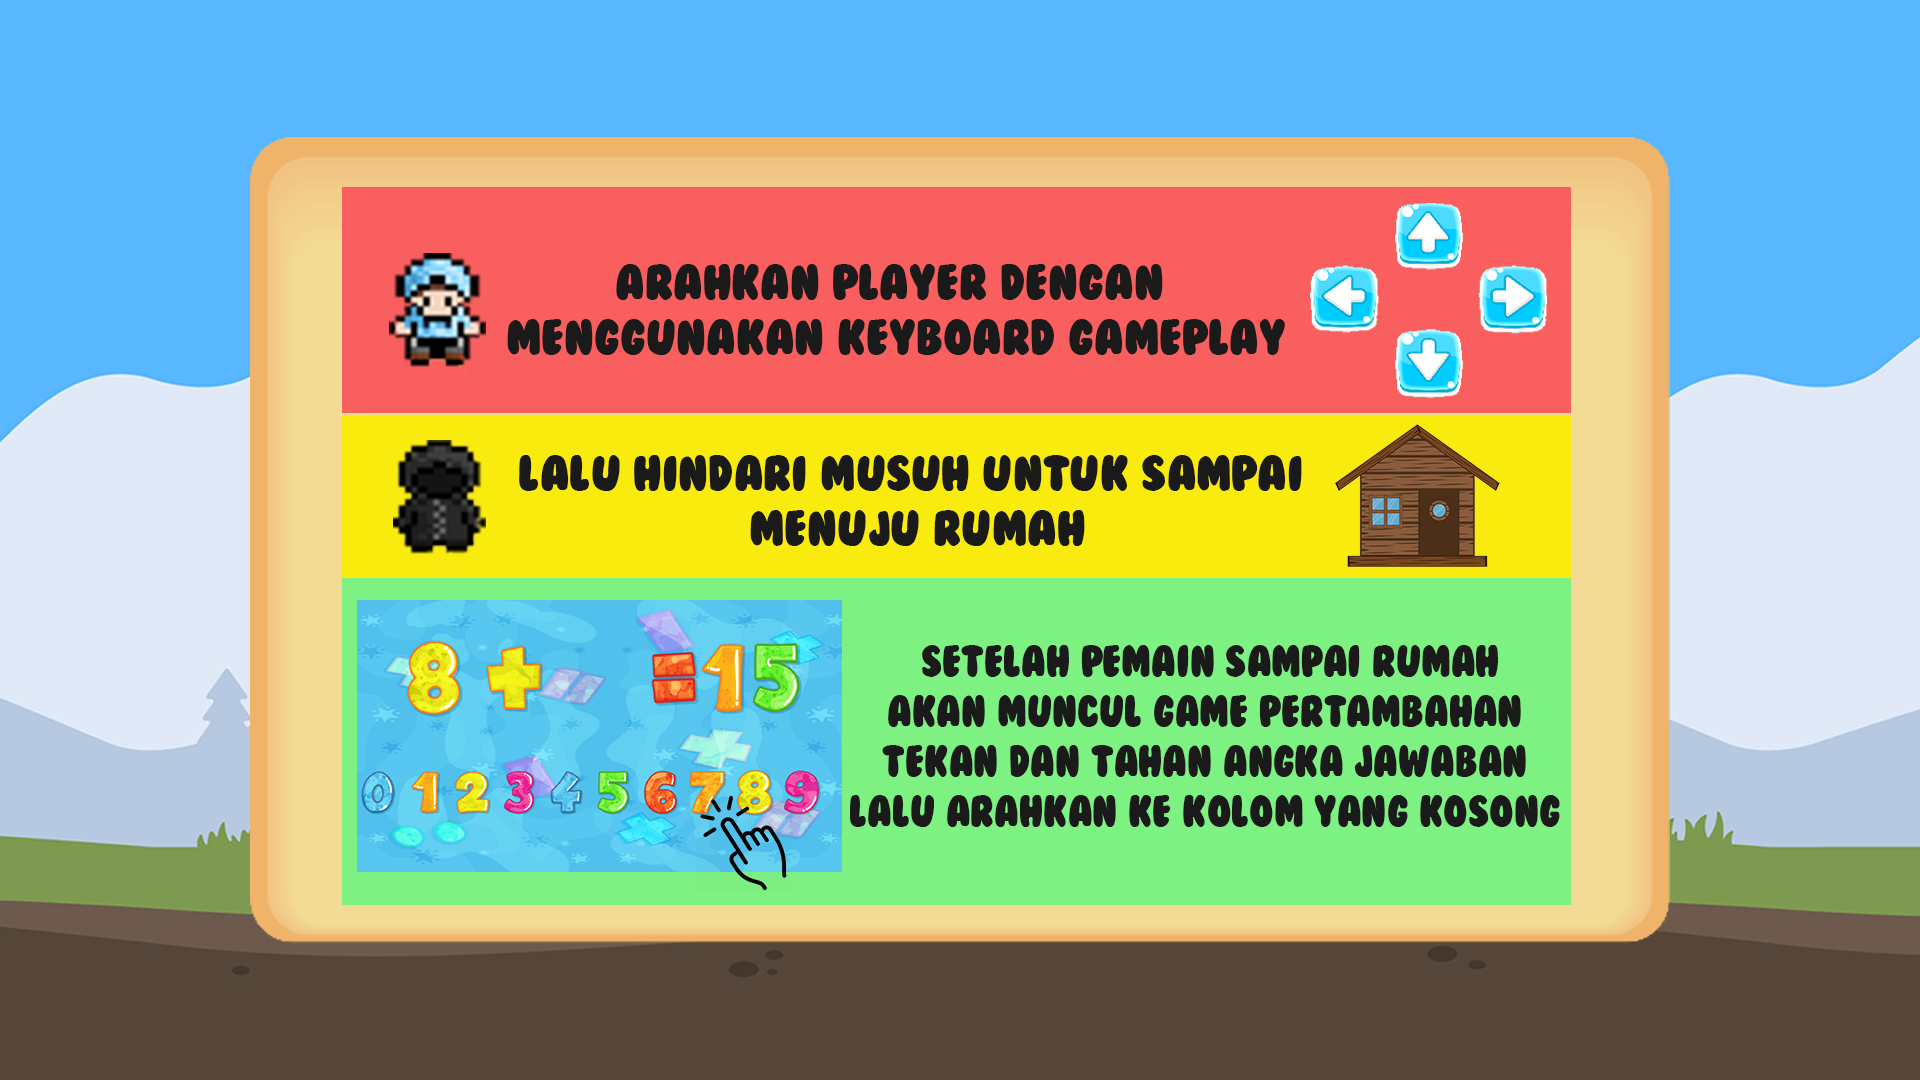 ARAHKAN PLAYER DENGAN
MENGGUNAKAN KEYBOARD GAMEPLAY
LALU HINDARI MUSUH UNTUK SAMPAI
MENUJU RUMAH
8 + = 15
0 1 2 3 4 5 6 7 8 9
SETELAH PEMAIN SAMPAI RUMAH
AKAN MUNCUL GAME PERTAMBAHAN
TEKAN DAN TAHAN ANGKA JAWABAN
LALU ARAHKAN KE KOLOM YANG KOSONG